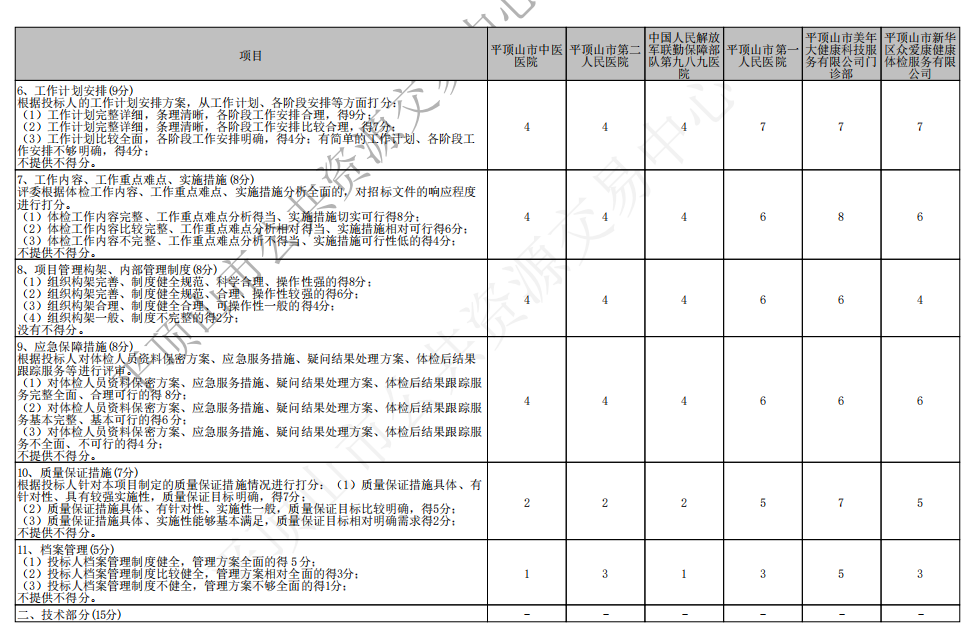 项目
平顶山市中医
医院
平顶山市第二
人民医院
中国人民解放
军联勤保障部
队第九八九医
院
平顶山市第一
人民医院
平顶山市美年
大健康科技服
务有限公司门
诊部
平顶山市新华
区众爱康健康
体检服务有限
公司
6、工作计划安排(9分)
根据投标人的工作计划安排方案，从工作计划、各阶段安排等方面打分；
（1）工作计划完整详细，条理清晰，各阶段工作安排合理，得9分；
（2）工作计划完整详细，条理清晰，各阶段工作安排比较合理，得7分；
（3）工作计划比较全面，各阶段工作安排明确，得4分；有简单的工作计划、各阶段工
作安排不够明确，得4分；
不提供不得分。
4 4 4 7 7 7
7、工作内容、工作重点难点、实施措施(8分)
评委根据体检工作内容、工作重点难点、实施措施分析全面的，对招标文件的响应程度
进行打分。
（1）体检工作内容完整、工作重点难点分析得当、实施措施切实可行得8分；
（2）体检工作内容比较完整、工作重点难点分析相对得当、实施措施相对可行得6分；
（3）体检工作内容不完整、工作重点难点分析不得当、实施措施可行性低的得4分；
不提供不得分。
4 4 4 6 8 6
8、项目管理构架、内部管理制度(8分)
（1）组织构架完善、制度健全规范、科学合理、操作性强的得8分；
（2）组织构架完善、制度健全规范、合理、操作性较强的得6分；
（3）组织构架合理、制度健全合理、可操作性一般的得4分；
（4）组织构架一般、制度不完整的得2分；
没有不得分。
4 4 4 6 6 4
9、应急保障措施(8分)
根据投标人对体检人员资料保密方案、应急服务措施、疑问结果处理方案、体检后结果
跟踪服务等进行评审。
（1）对体检人员资料保密方案、应急服务措施、疑问结果处理方案、体检后结果跟踪服
务完整全面、合理可行的得 8分；
（2）对体检人员资料保密方案、应急服务措施、疑问结果处理方案、体检后结果跟踪服
务基本完整、基本可行的得6 分；
（3）对体检人员资料保密方案、应急服务措施、疑问结果处理方案、体检后结果跟踪服
务不全面、不可行的得4 分；
不提供不得分。
4 4 4 6 6 6
10、质量保证措施(7分)
根据投标人针对本项目制定的质量保证措施情况进行打分；（1）质量保证措施具体、有
针对性、具有较强实施性，质量保证目标明确，得7分；
（2）质量保证措施具体、有针对性、实施性一般，质量保证目标比较明确，得5分；
（3）质量保证措施具体、实施性能够基本满足，质量保证目标相对明确需求得2分；
不提供不得分。
2 2 2 5 7 5
11、档案管理(5分)
（1）投标人档案管理制度健全，管理方案全面的得 5 分；
（2）投标人档案管理制度比较健全，管理方案相对全面的得3分；
（3）投标人档案管理制度不健全，管理方案不够全面的得1分；
不提供不得分。
1 3 1 3 5 3
二、技术部分(15分)
- - - - - -
平顶山市公共资源交易中心
平顶山市公共资源交易中心